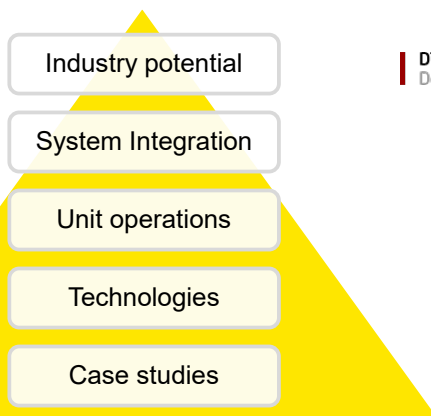 Industry potential
System Integration
Unit operations
Technologies
Case studies